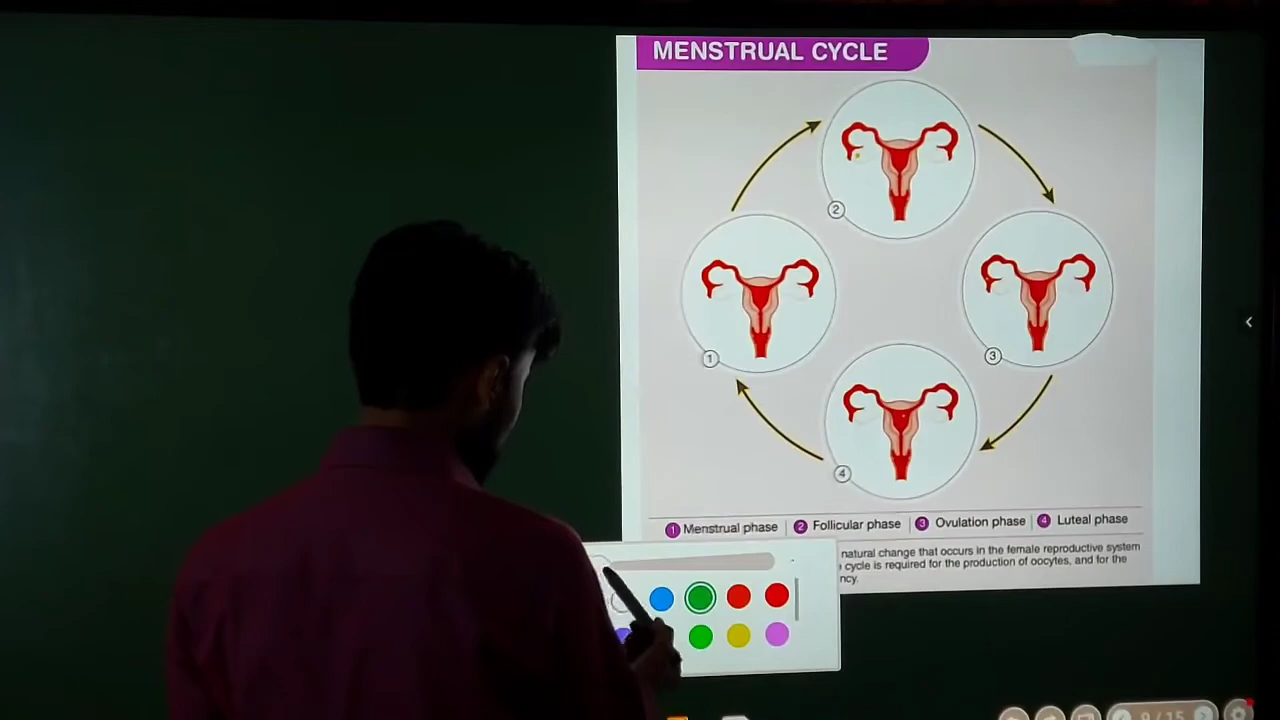 MENSTRUAL CYCLE
2
1
3
4
1 Menstrual phase | 2 Follicular phase | 3 Ovulation phase | 4 Luteal phase
natural change that occurs in the female reproductive system
cycle is required for the production of oocytes, and for the
ncy.
9 / 15